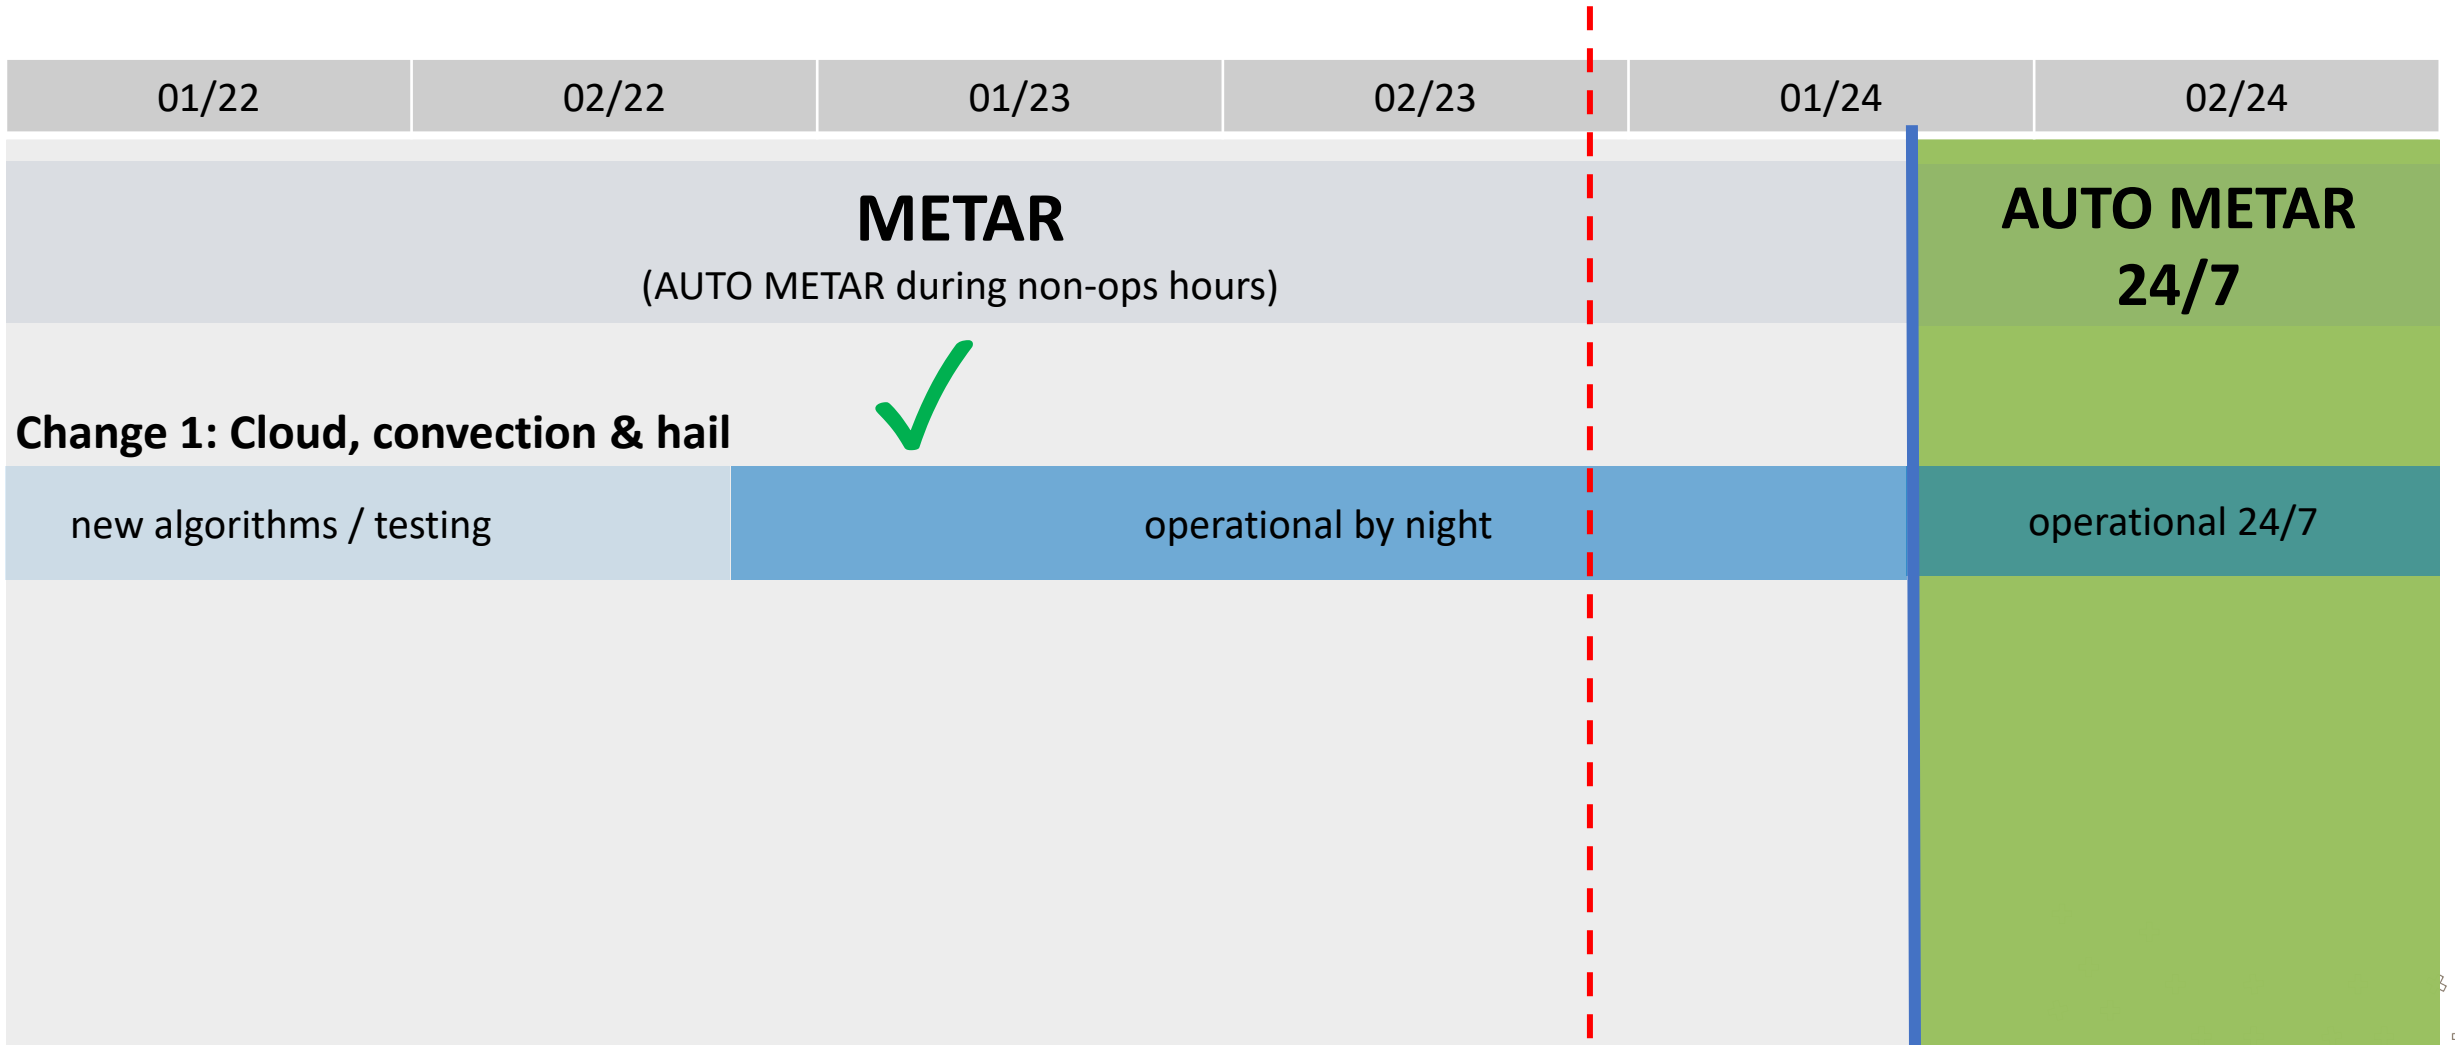 01/22 02/22 01/23 02/23 01/24 02/24
METAR
(AUTO METAR during non-ops hours)
AUTO METAR
24/7
Change 1: Cloud, convection & hail
new algorithms / testing
operational by night
operational 24/7